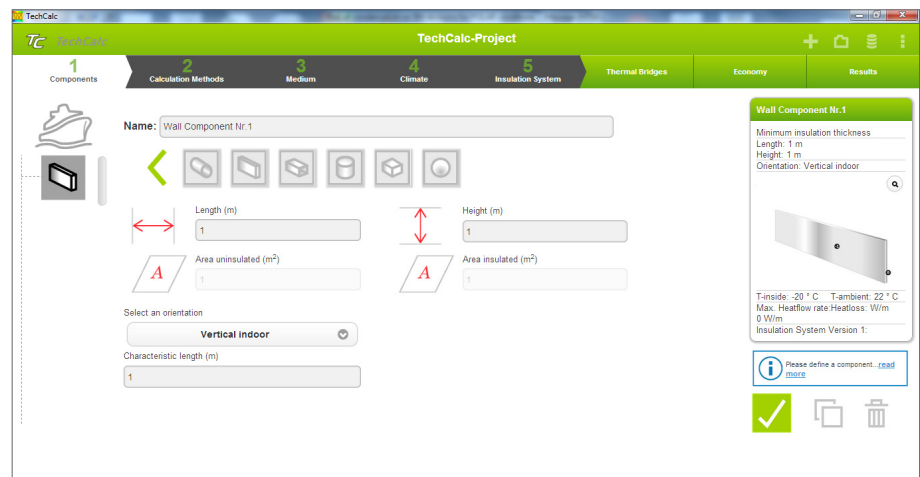 TechCalc
TC TechCalc
TechCalc-Project
1
Components
2
Calculation Methods
3
Medium
4
Climate
5
Insulation System
Thermal Bridges
Economy
Results
Name: Wall Component Nr.1
Length (m)
1
Height (m)
1
A
Area uninsulated (m²)
1
A
Area insulated (m²)
1
Select an orientation
Vertical indoor
Characteristic length (m)
1
Wall Component Nr.1
Minimum insulation thickness
Length: 1 m
Height: 1 m
Orientation: Vertical indoor
T-inside: -20 ° C T-ambient: 22 ° C
Max. Heatflow rate:Heatloss: W/m
0 W/m
Insulation System Version 1:
Please define a component...read
more